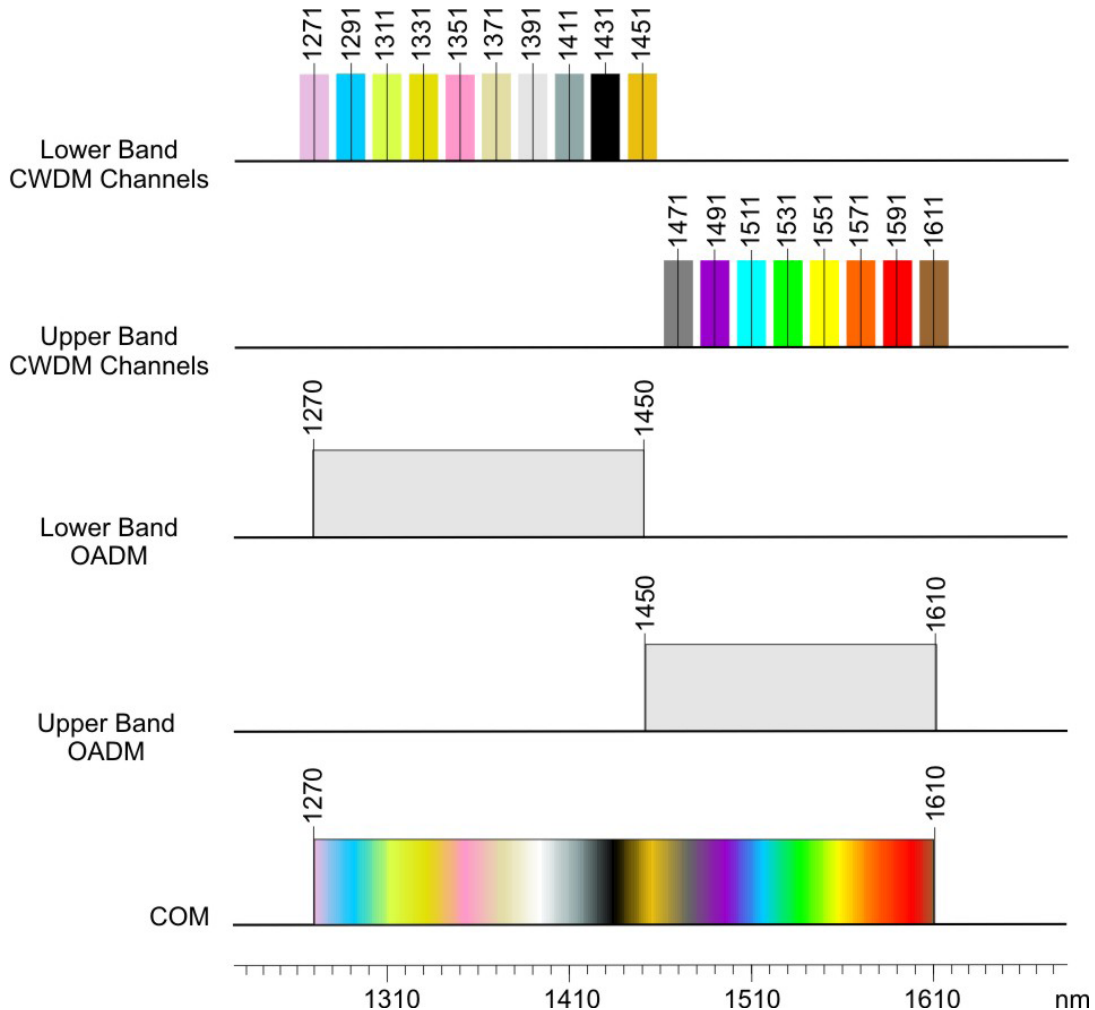 1271 1291 1311 1331 1351 1371 1391 1411 1431 1451
Lower Band
CWDM Channels
1471 1491 1511 1531 1551 1571 1591 1611
Upper Band
CWDM Channels
1270 1450
Lower Band
OADM
1450 1610
Upper Band
OADM
1270 1610
COM
1310 1410 1510 1610 nm